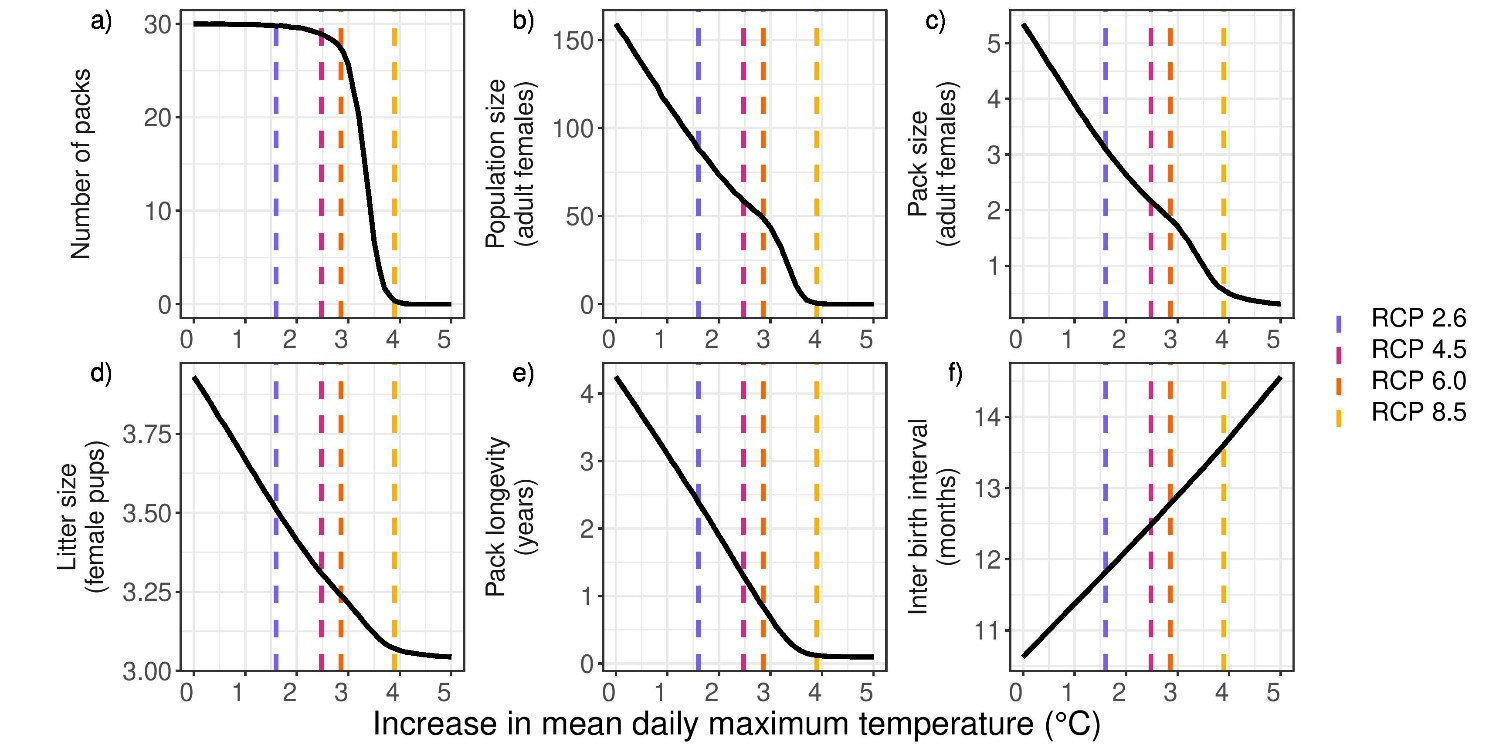 a)
Number of packs
30
20
10
0
0 1 2 3 4 5
b)
Population size
(adult females)
150
100
50
0
0 1 2 3 4 5
c)
Pack size
(adult females)
5
4
3
2
1
0 1 2 3 4 5
d)
Litter size
(female pups)
3.75
3.50
3.25
3.00
0 1 2 3 4 5
e)
Pack longevity
(years)
4
3
2
1
0
0 1 2 3 4 5
f)
Inter birth interval
(months)
14
13
12
11
0 1 2 3 4 5
Increase in mean daily maximum temperature (°C)
RCP 2.6
RCP 4.5
RCP 6.0
RCP 8.5